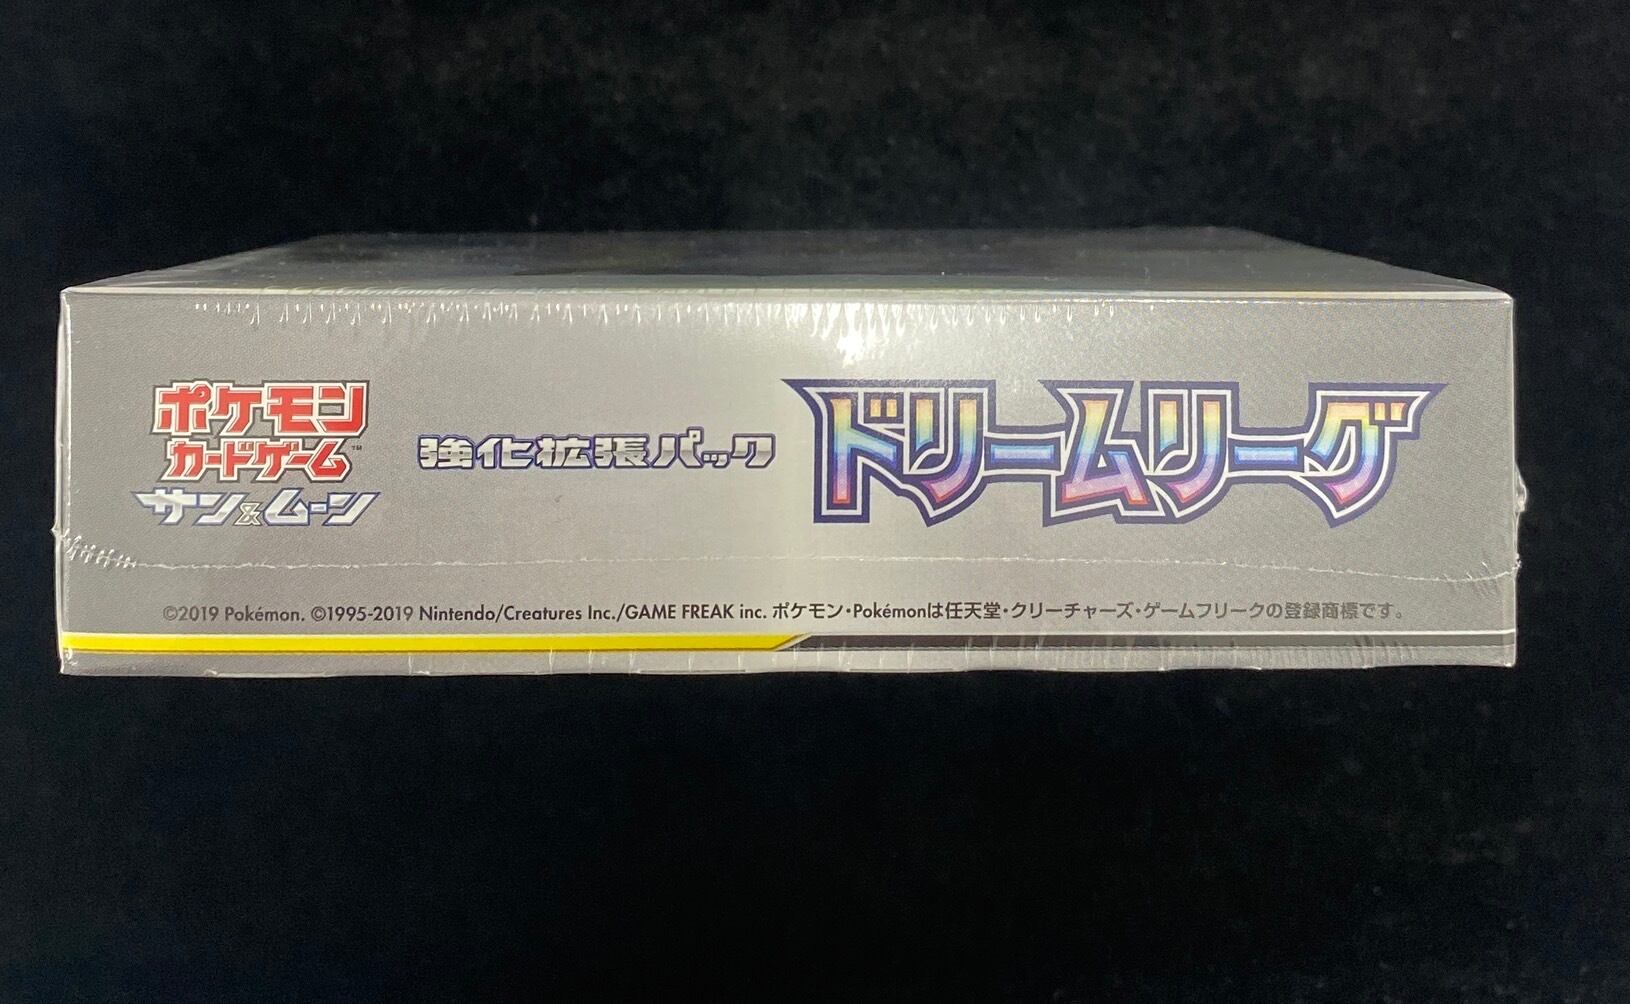 ポケモン
カードゲーム™
サン&ムーン
強化拡張パック
ドリームリーグ
©2019 Pokémon. ©1995-2019 Nintendo/Creatures Inc./GAME FREAK inc. ポケモン・Pokémonは任天堂・クリーチャーズ・ゲームフリークの登録商標です。